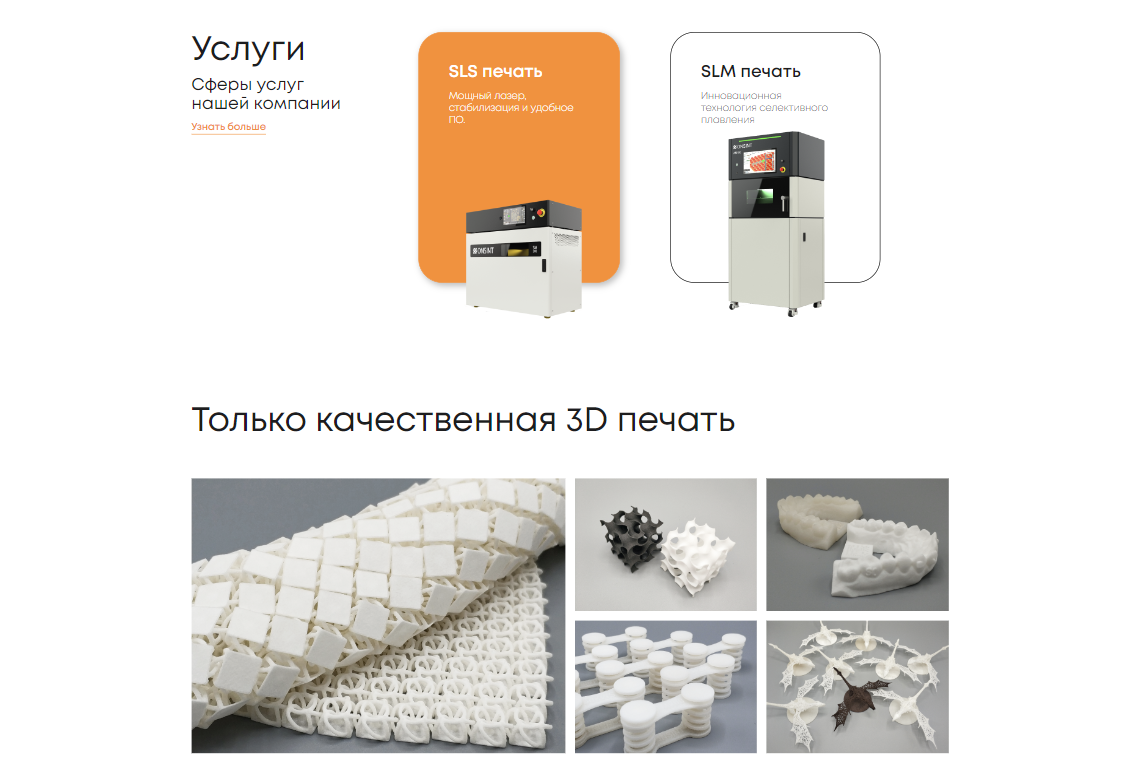 Услуги
Сферы услуг
нашей компании
Узнать больше
SLS печать
Мощный лазер,
стабилизация и удобное
ПО.
SLM печать
Инновационная
технология селективного
плавления
Только качественная 3D печать